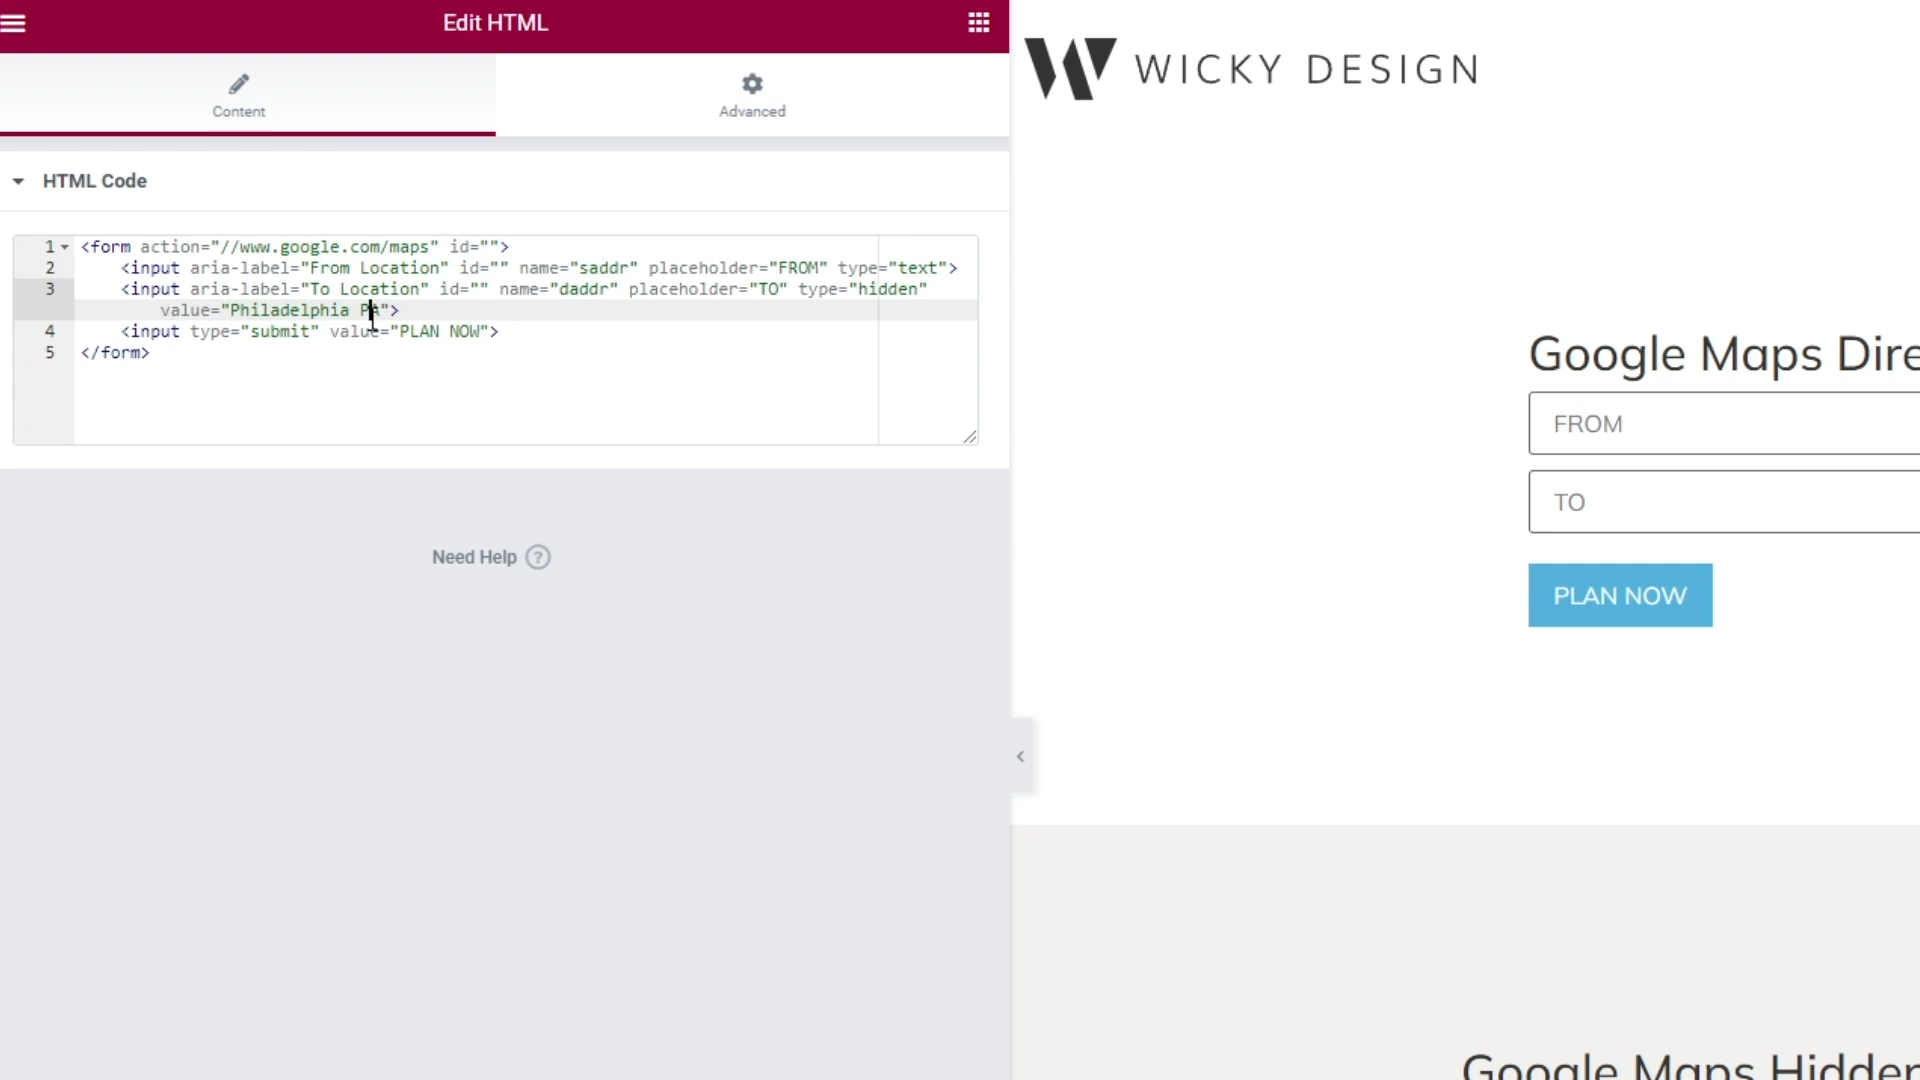 Edit HTML
Content
Advanced
HTML Code
1 <form action="//www.google.com/maps" id="">
2 <input aria-label="From Location" id="" name="saddr" placeholder="FROM" type="text">
3 <input aria-label="To Location" id="" name="daddr" placeholder="TO" type="hidden"
value="Philadelphia PA">
4 <input type="submit" value="PLAN NOW">
5 </form>
Need Help ?
WICKY DESIGN
Google Maps Dire
FROM
TO
PLAN NOW
Google Maps Hidden